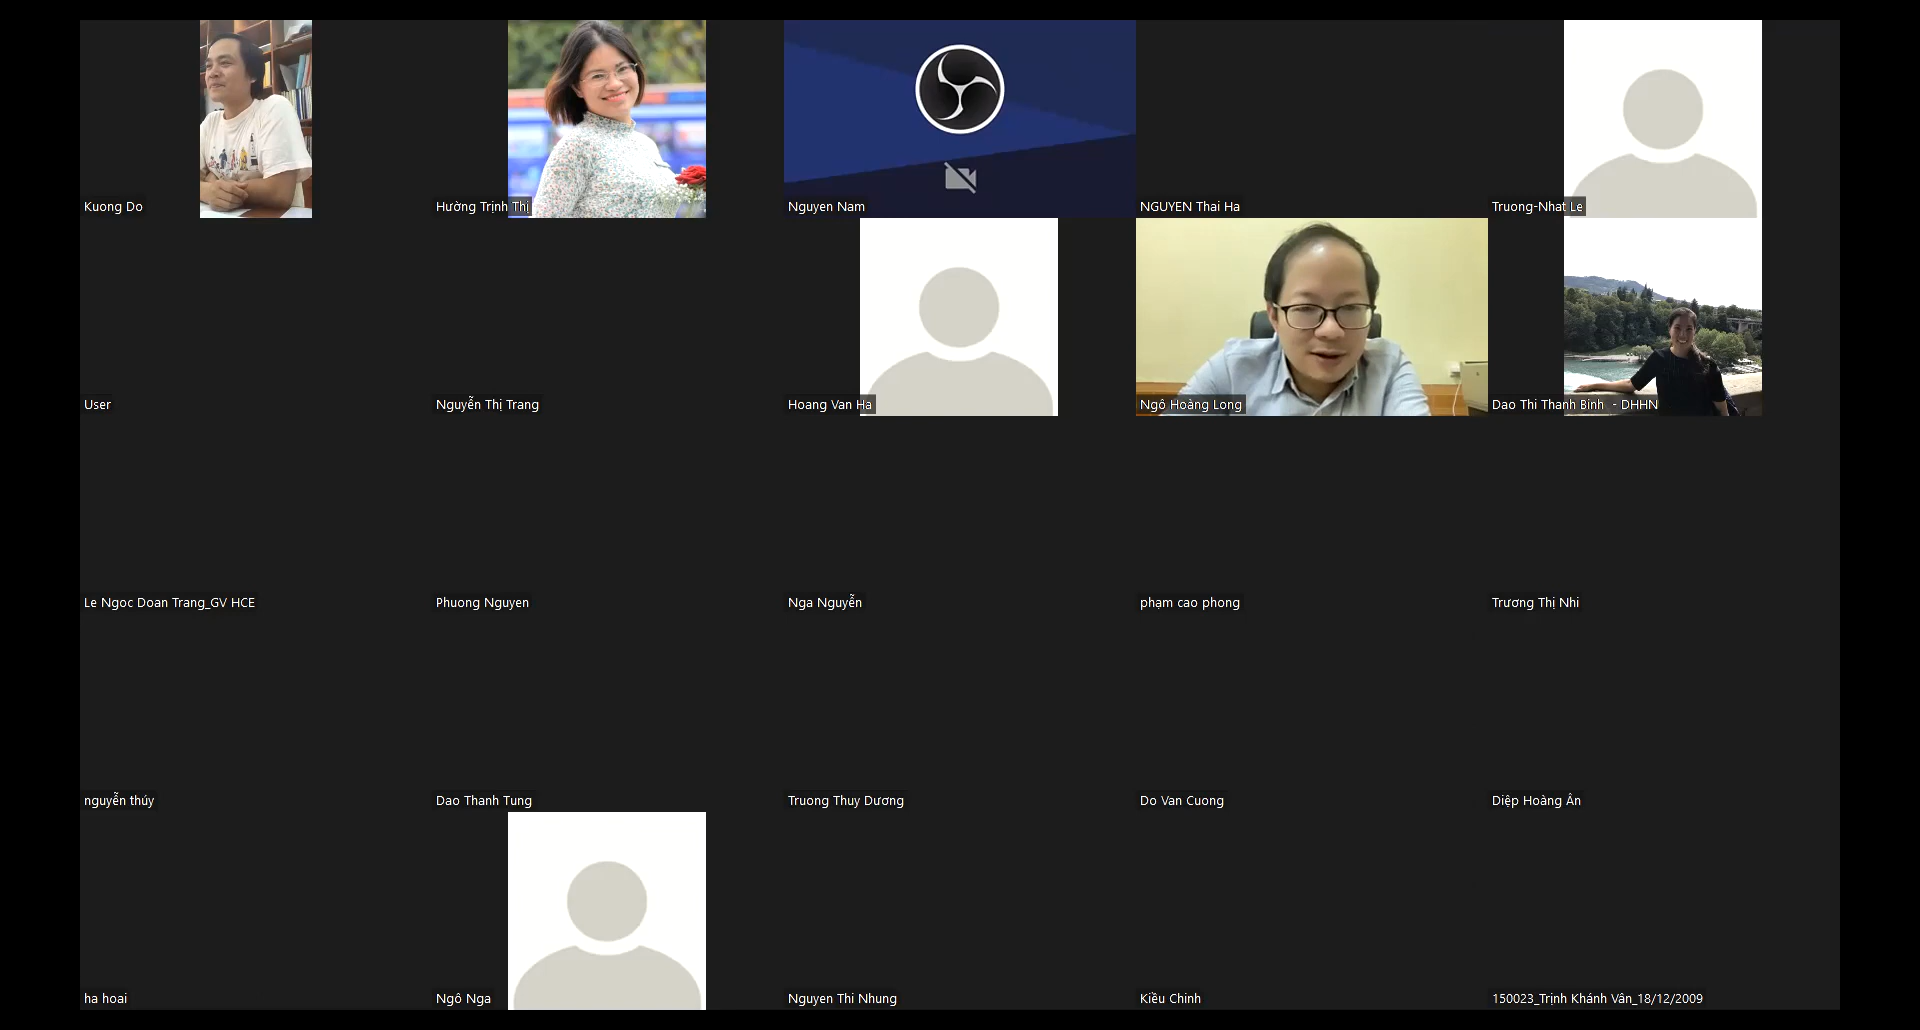 Kuong Do
Hường Trịnh Thị
Nguyen Nam
NGUYEN Thai Ha
Truong-Nhat Le
User
Nguyễn Thị Trang
Hoang Van Ha
Ngô Hoàng Long
Dao Thi Thanh Binh - DHHN
Le Ngoc Doan Trang_GV HCE
Phuong Nguyen
Nga Nguyễn
phạm cao phong
Trương Thị Nhi
nguyễn thúy
Dao Thanh Tung
Truong Thuy Dương
Do Van Cuong
Diệp Hoàng Ân
ha hoai
Ngô Nga
Nguyen Thi Nhung
Kiều Chinh
150023_Trịnh Khánh Vân_18/12/2009